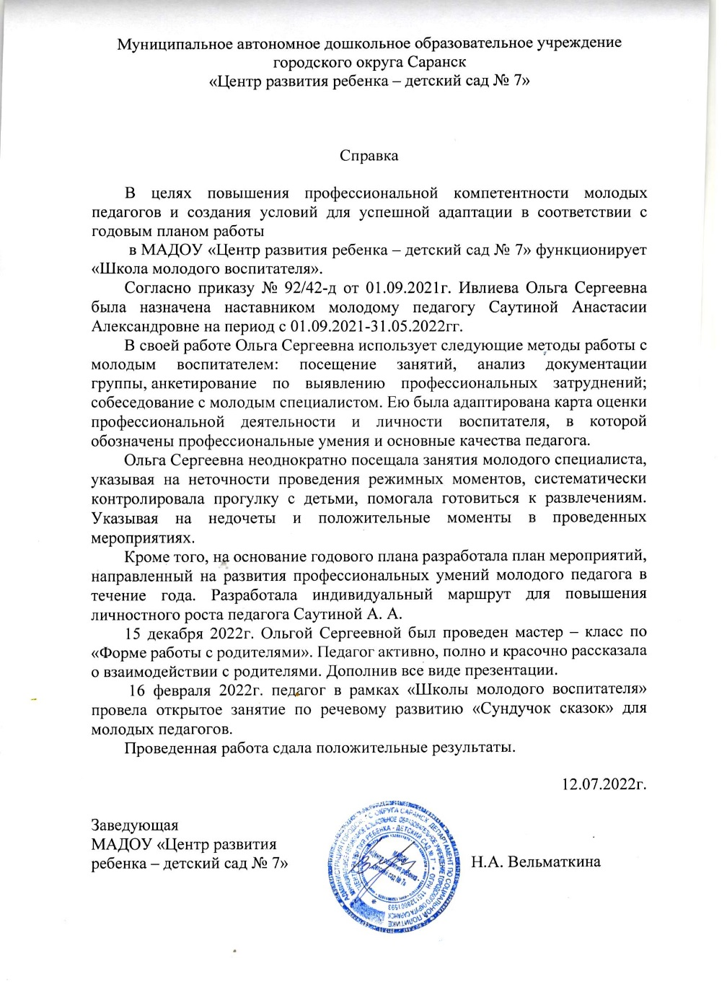 Муниципальное автономное дошкольное образовательное учреждение
городского округа Саранск
«Центр развития ребенка – детский сад № 7»
Справка
В целях повышения профессиональной компетентности молодых
педагогов и создания условий для успешной адаптации в соответствии с
годовым планом работы
в МАДОУ «Центр развития ребенка – детский сад № 7» функционирует
«Школа молодого воспитателя».
Согласно приказу № 92/42-д от 01.09.2021г. Ивлиева Ольга Сергеевна
была назначена наставником молодому педагогу Саутиной Анастасии
Александровне на период с 01.09.2021-31.05.2022гг.
В своей работе Ольга Сергеевна использует следующие методы работы с
молодым воспитателем: посещение занятий, анализ документации
группы, анкетирование по выявлению профессиональных затруднений;
собеседование с молодым специалистом. Ею была адаптирована карта оценки
профессиональной деятельности и личности воспитателя, в которой
обозначены профессиональные умения и основные качества педагога.
Ольга Сергеевна неоднократно посещала занятия молодого специалиста,
указывая на неточности проведения режимных моментов, систематически
контролировала прогулку с детьми, помогала готовиться к развлечениям.
Указывая на недочеты и положительные моменты в проведенных
мероприятиях.
Кроме того, на основание годового плана разработала план мероприятий,
направленный на развития профессиональных умений молодого педагога в
течение года. Разработала индивидуальный маршрут для повышения
личностного роста педагога Саутиной А. А.
15 декабря 2022г. Ольгой Сергеевной был проведен мастер – класс по
«Форме работы с родителями». Педагог активно, полно и красочно рассказала
о взаимодействии с родителями. Дополнив все виде презентации.
16 февраля 2022г. педагог в рамках «Школы молодого воспитателя»
провела открытое занятие по речевому развитию «Сундучок сказок» для
молодых педагогов.
Проведенная работа сдала положительные результаты.
12.07.2022г.
Заведующая
МАДОУ «Центр развития
ребенка – детский сад № 7»
Н.А. Вельматкина
МАДОУ
«Центр развития ребенка -
детский сад № 7»